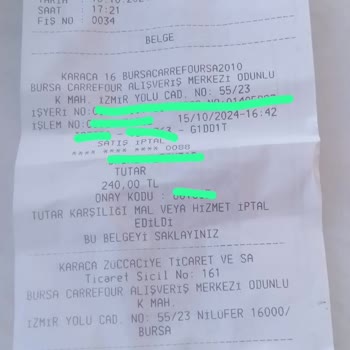 SAAT : 17:21
FİŞ NO : 0034
BELGE
KARACA 16 BURSACARREFOURSA2010
BURSA CARREFOUR ALIŞVERİŞ MERKEZİ ODUNLU
K MAH. İZMİR YOLU CAD. NO: 55/23
İŞYERİ NO:
İŞLEM NO: 15/10/2024-16:42
- G1DD1T
SATIŞ İPTAL
**** **** **** 0088
TUTAR
240,00 TL
ONAY KODU :
TUTAR KARŞILIĞI MAL VEYA HİZMET İPTAL
EDİLDİ
BU BELGEYİ SAKLAYINIZ
KARACA ZÜCCACİYE TİCARET VE SA
Ticaret Sicil No: 161
BURSA CARREFOUR ALIŞVERİŞ MERKEZİ ODUNLU
K MAH.
İZMİR YOLU CAD. NO: 55/23 NİLÜFER 16000/
BURSA